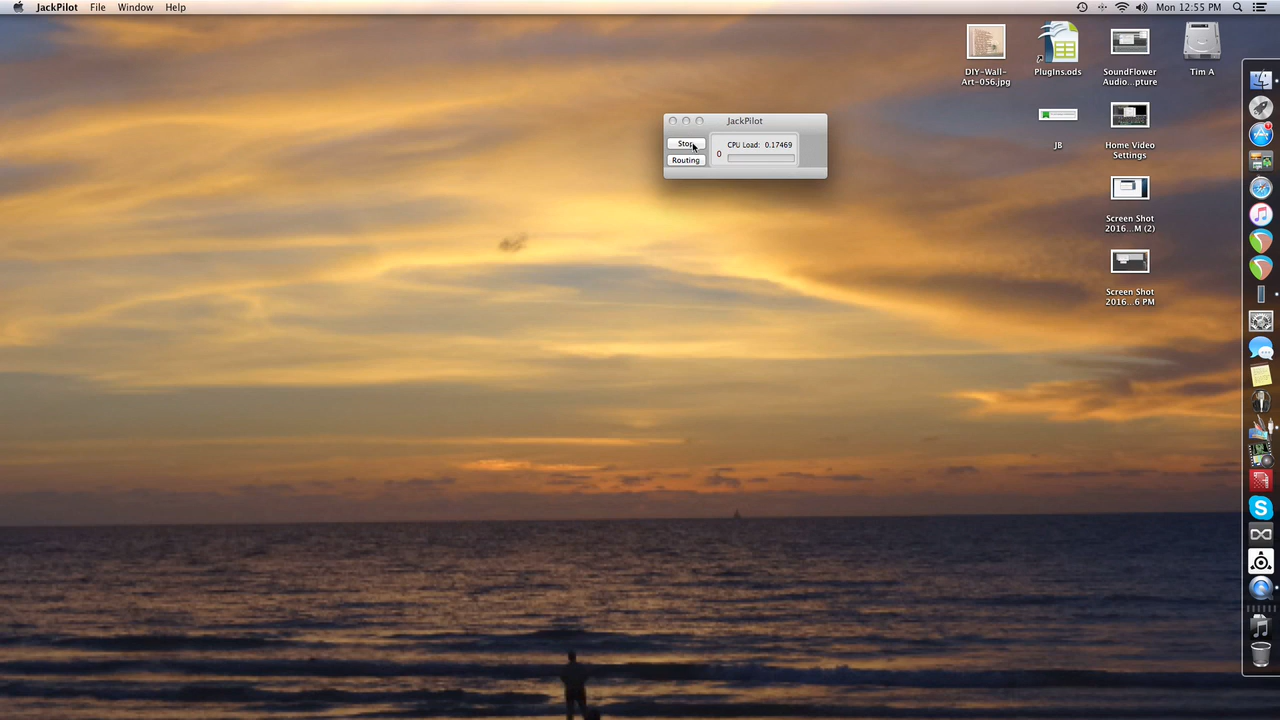 JackPilot File Window Help
Mon 12:55 PM
DIY-Wall-
Art-056.jpg
PlugIns.ods
SoundFlower
Audio...pture
Tim A
JB
Home Video
Settings
Screen Shot
2016...M (2)
Screen Shot
2016...6 PM
JackPilot
Stop
CPU Load: 0.17469
0
Routing